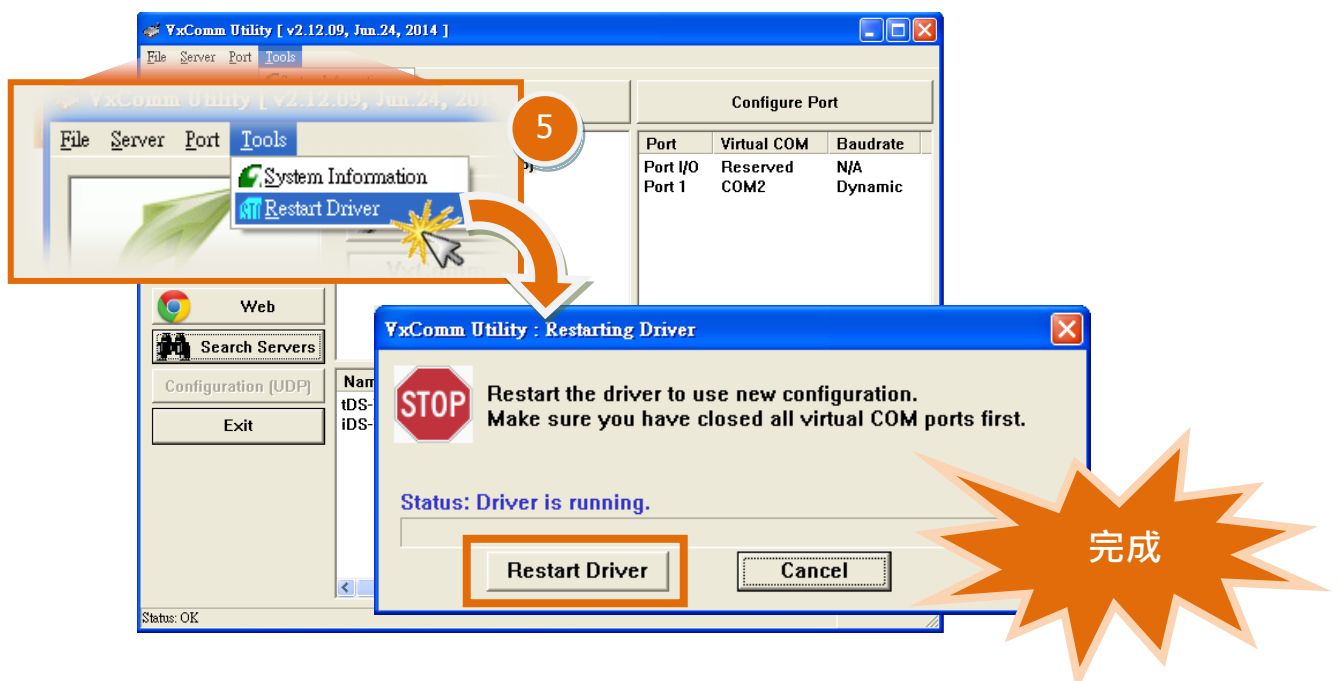 VxComm Utility [ v2.12.09, Jun.24, 2014 ]
File Server Port Tools
VxComm Utility [ v2.12.09, Jun.24, 201
5
File Server Port Tools
System Information
Restart Driver
Configure Port
Port Virtual COM Baudrate
Port I/O Reserved N/A
Port 1 COM2 Dynamic
Web
Search Servers
Configuration (UDP)
Exit
Nam
tDS-
iDS-
VxComm Utility : Restarting Driver
STOP
Restart the driver to use new configuration.
Make sure you have closed all virtual COM ports first.
Status: Driver is running.
Restart Driver
Cancel
完成
Status: OK